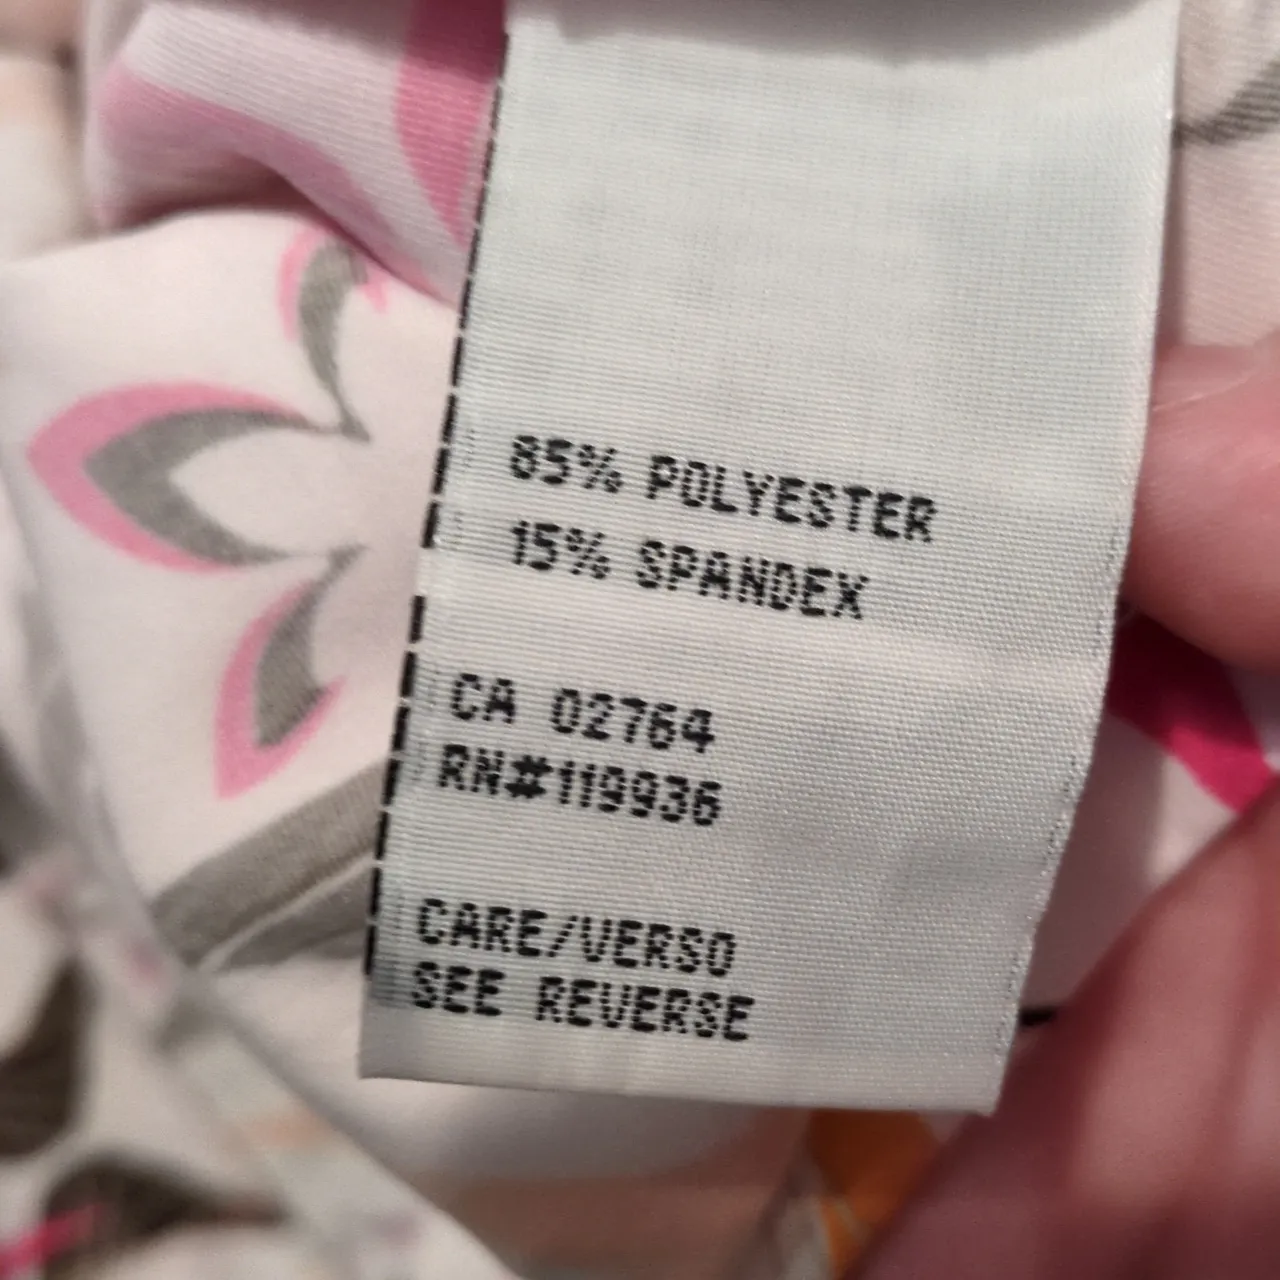 85% POLYESTER
15% SPANDEX
CA 02764
RN#119936
CARE/VERSO
SEE REVERSE